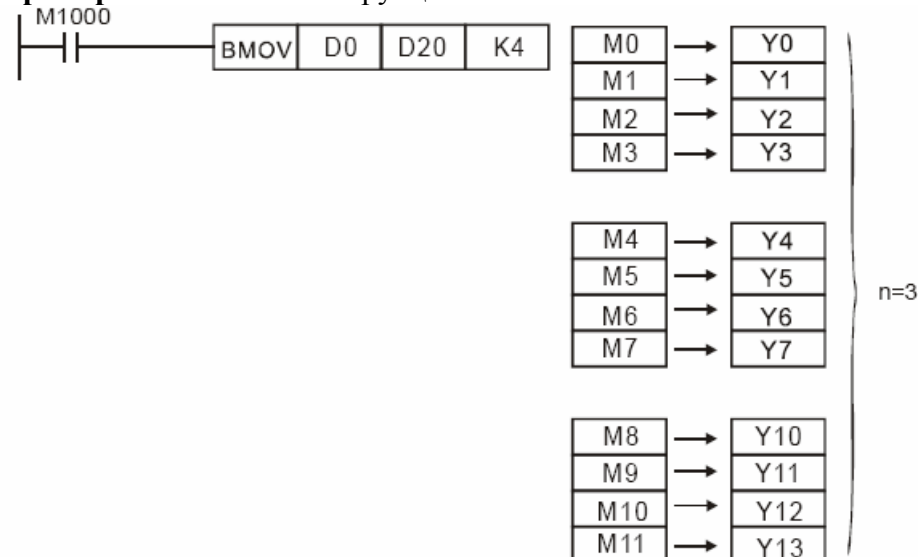 M1000
BMOV D0 D20 K4
M0 Y0
M1 Y1
M2 Y2
M3 Y3
M4 Y4
M5 Y5
M6 Y6
M7 Y7
n=3
M8 Y10
M9 Y11
M10 Y12
M11 Y13